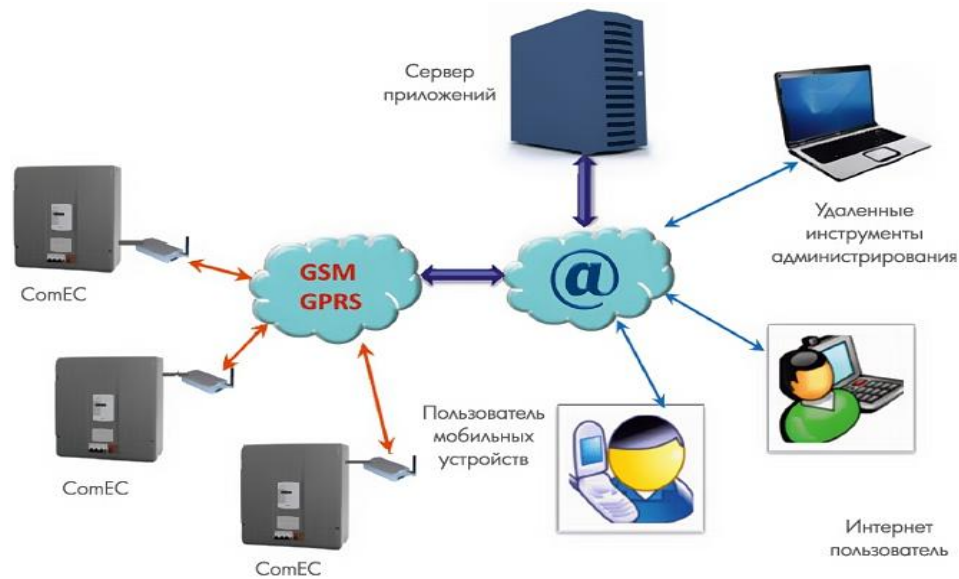 Сервер
приложений
Удаленные
инструменты
администрирования
ComEC
GSM
GPRS
@
ComEC
Пользователь
мобильных
устройств
ComEC
Интернет
пользователь